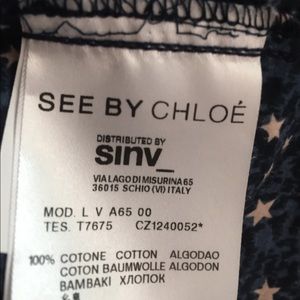 SEE BY CHLOÉ
DISTRIBUTED BY
sinv_
VIA LAGO DI MISURINA 65
36015 SCHIO (VI) ITALY
MOD. L V A65 00
TES. T7675 CZ1240052*
100% COTONE COTTON ALGODAO
COTON BAUMWOLLE ALGODON
BAMBAKI ХЛОПОК